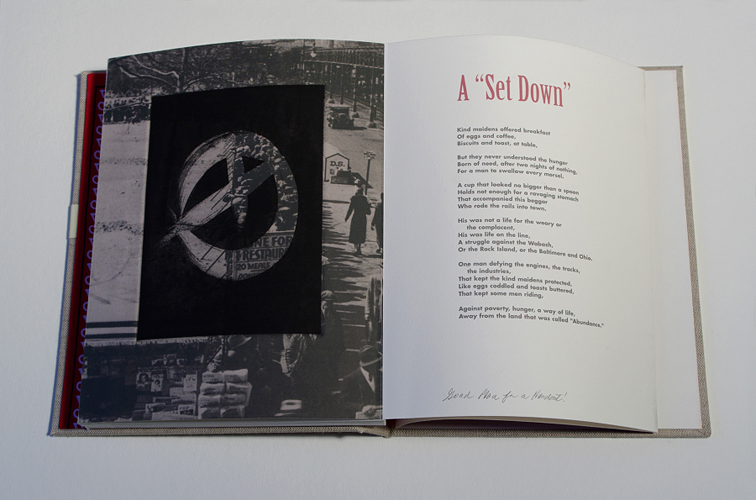 D.S.
NE FOR
RESTAUR
20 MEALS
A “Set Down”
Kind maidens offered breakfast
Of eggs and coffee,
Biscuits and toast, at table,
But they never understood the hunger
Born of need, after two nights of nothing,
For a man to swallow every morsel.
A cup that looked no bigger than a spoon
Holds not enough for a ravaging stomach
That accompanied this beggar
Who rode the rails into town.
His was not a life for the weary or
the complacent,
His was life on the line,
A struggle against the Wabash,
Or the Rock Island, or the Baltimore and Ohio.
One man defying the engines, the tracks,
the industries,
That kept the kind maidens protected,
Like eggs coddled and toasts buttered,
That kept some men riding,
Against poverty, hunger, a way of life,
Away from the land that was called "Abundance."
Good Place for a Handout!